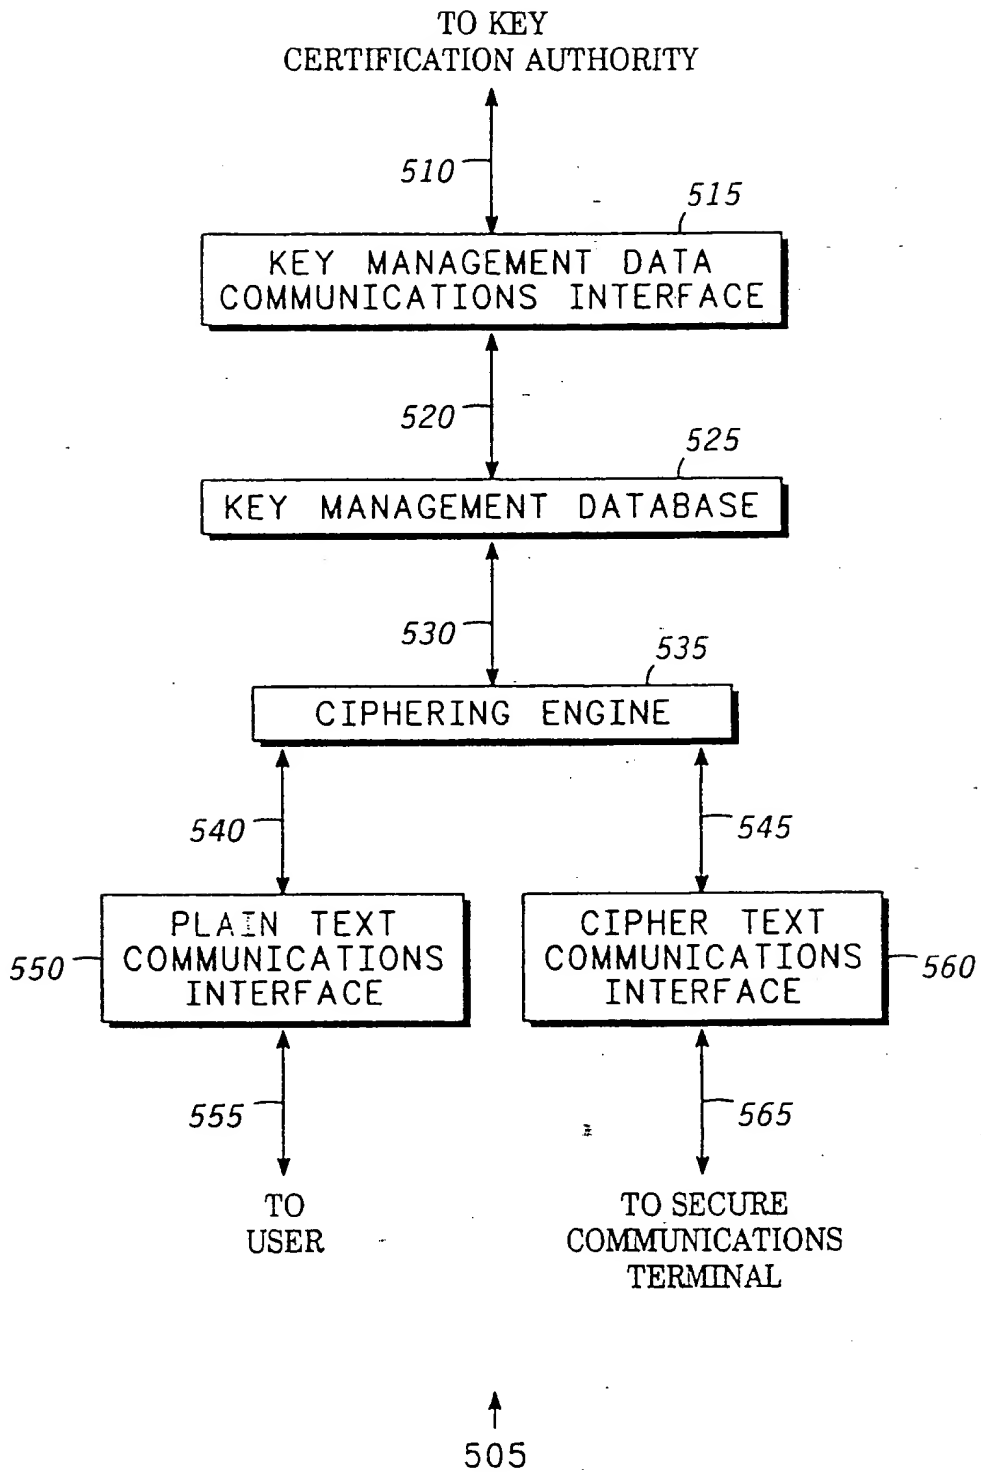 TO KEY
CERTIFICATION AUTHORITY
510
515
KEY MANAGEMENT DATA
COMMUNICATIONS INTERFACE
520
525
KEY MANAGEMENT DATABASE
530
535
CIPHERING ENGINE
540
545
PLAIN TEXT
COMMUNICATIONS
INTERFACE
550
CIPHER TEXT
COMMUNICATIONS
INTERFACE
560
555
565
TO
USER
TO SECURE
COMMUNICATIONS
TERMINAL
505